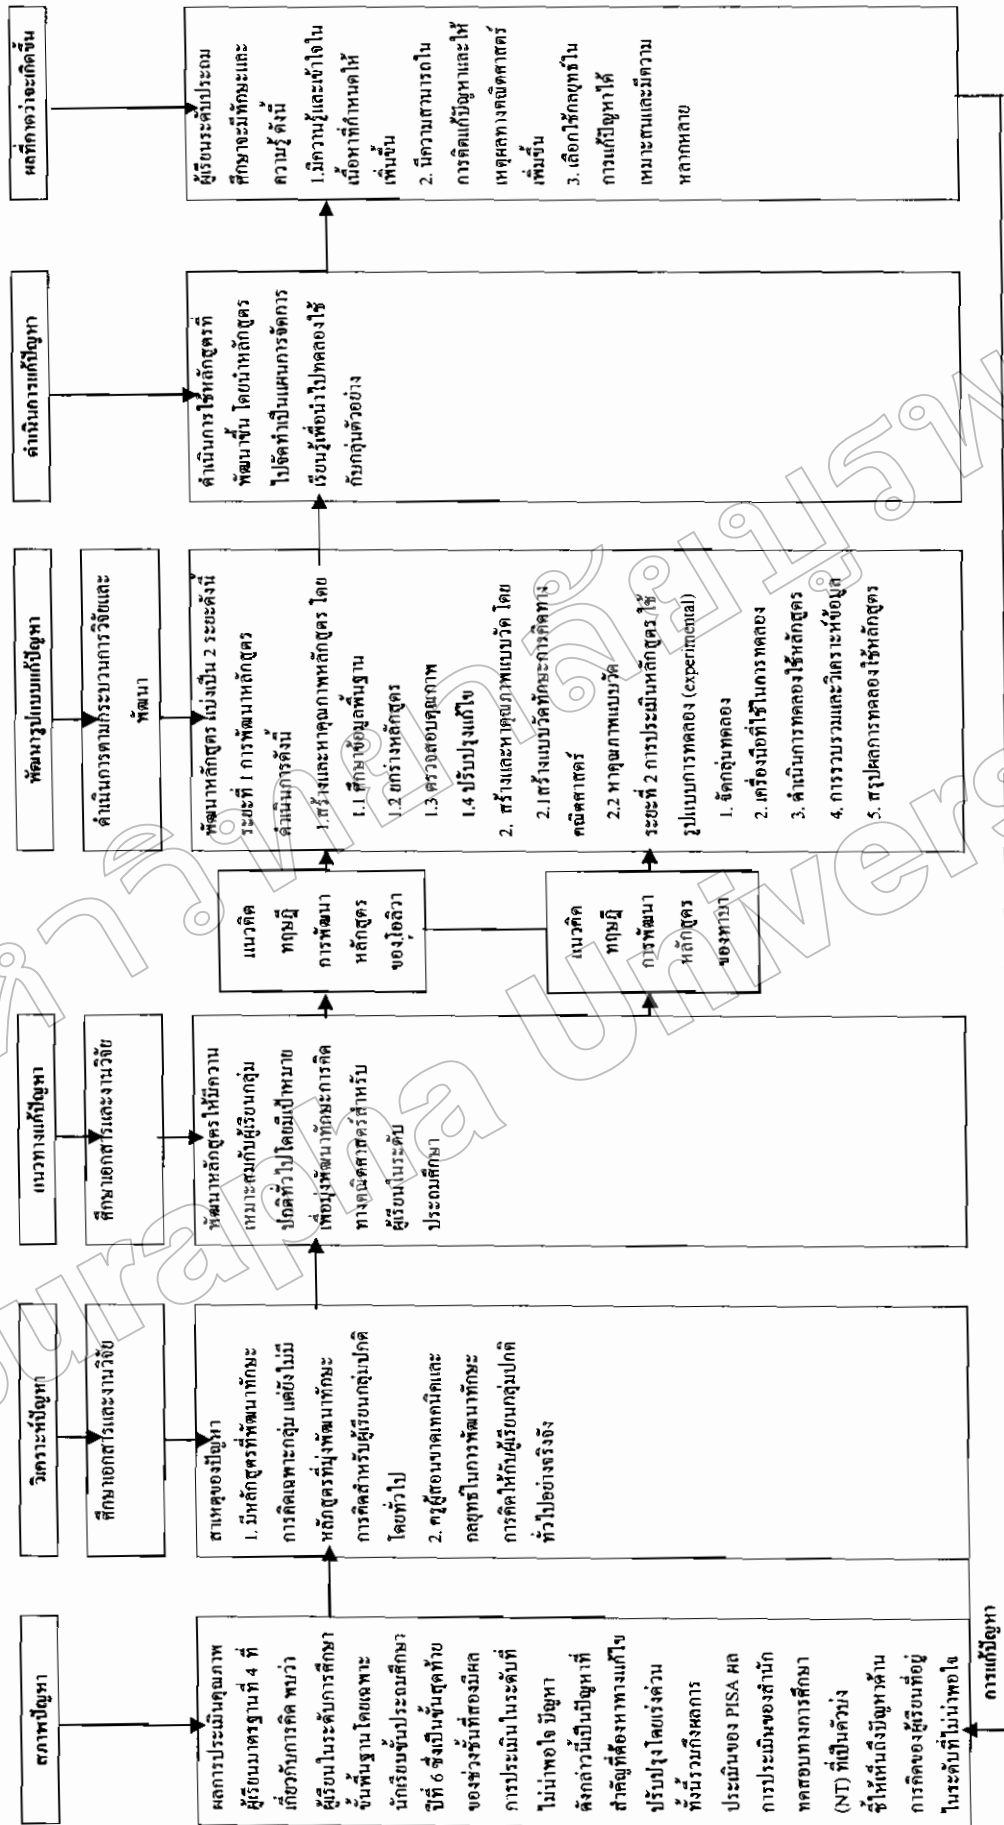 สภาพปัญหา
ผลการประเมินคุณภาพ
ผู้เรียนมาตรฐานที่ 4 ที่
เกี่ยวกับการคิด พบว่า
ผู้เรียนในระดับการศึกษา
ขั้นพื้นฐานโดยเฉพาะ
นักเรียนชั้นประถมศึกษา
ปีที่ 6 ซึ่งเป็นชั้นสุดท้าย
ของช่วงชั้นที่สองมีผล
การประเมินในระดับที่
ไม่น่าพอใจ ปัญหา
ดังกล่าวนี้เป็นปัญหาที่
สำคัญที่ต้องหาทางแก้ไข
ปรับปรุงโดยเร่งด่วน
ทั้งนี้รวมถึงผลการ
ประเมินของ PISA ผล
การประเมินของสำนัก
ทดสอบทางการศึกษา
(NT) ที่เป็นตัวบ่ง
ชี้ให้เห็นถึงปัญหาด้าน
การคิดของผู้เรียนที่อยู่
ในระดับที่ไม่น่าพอใจ
วิเคราะห์ปัญหา
ศึกษาเอกสารและงานวิจัย
สาเหตุของปัญหา
1. มีหลักสูตรที่พัฒนาทักษะ
การคิดเฉพาะกลุ่ม แต่ยังไม่มี
หลักสูตรที่มุ่งพัฒนาทักษะ
การคิดสำหรับผู้เรียนกลุ่มปกติ
โดยทั่วไป
2. ครูผู้สอนขาดเทคนิคและ
กลยุทธ์ในการพัฒนาทักษะ
การคิดให้กับผู้เรียนกลุ่มปกติ
ทั่วไปอย่างจริงจัง
แนวทางแก้ปัญหา
ศึกษาเอกสารและงานวิจัย
พัฒนาหลักสูตรให้มีความ
เหมาะสมกับผู้เรียนกลุ่ม
ปกติทั่วไปโดยมีเป้าหมาย
เพื่อมุ่งพัฒนาทักษะการคิด
ทางคณิตศาสตร์สำหรับ
ผู้เรียนในระดับ
ประถมศึกษา
แนวคิด
ทฤษฎี
การพัฒนา
หลักสูตร
ของโอลิวา
แนวคิด
ทฤษฎี
การพัฒนา
หลักสูตร
ของทาบา
พัฒนารูปแบบแก้ปัญหา
ดำเนินการตามกระบวนการวิจัยและ
พัฒนา
พัฒนาหลักสูตร แบ่งเป็น 2 ระยะดังนี้
ระยะที่ 1 การพัฒนาหลักสูตร
ดำเนินการดังนี้
1.สร้างและหาคุณภาพหลักสูตร โดย
1.1 ศึกษาข้อมูลพื้นฐาน
1.2 ยกร่างหลักสูตร
1.3 ตรวจสอบคุณภาพ
1.4 ปรับปรุงแก้ไข
2. สร้างและหาคุณภาพแบบวัด โดย
2.1สร้างแบบวัดทักษะการคิดทาง
คณิตศาสตร์
2.2 หาคุณภาพแบบวัด
ระยะที่ 2 การประเมินหลักสูตร ใช้
รูปแบบการทดลอง (experimental)
1. จัดกลุ่มทดลอง
2. เครื่องมือที่ใช้ในการทดลอง
3. ดำเนินการทดลองใช้หลักสูตร
4. การรวบรวมและวิเคราะห์ข้อมูล
5. สรุปผลการทดลองใช้หลักสูตร
ดำเนินการแก้ปัญหา
ดำเนินการใช้หลักสูตรที่
พัฒนาขึ้น โดยนำหลักสูตร
ไปจัดทำเป็นแผนการจัดการ
เรียนรู้เพื่อนำไปทดลองใช้
กับกลุ่มตัวอย่าง
ผลที่คาดว่าจะเกิดขึ้น
ผู้เรียนระดับประถม
ศึกษาจะมีทักษะและ
ความรู้ ดังนี้
1.มีความรู้และเข้าใจใน
เนื้อหาที่กำหนดให้
เพิ่มขึ้น
2. มีความสามารถใน
การคิดแก้ปัญหาและให้
เหตุผลทางคณิตศาสตร์
เพิ่มขึ้น
3. เลือกใช้กลยุทธ์ใน
การแก้ปัญหาได้
เหมาะสมและมีความ
หลากหลาย
การแก้ปัญหา
มหาวิทยาลัยบูรพา
Burapha University